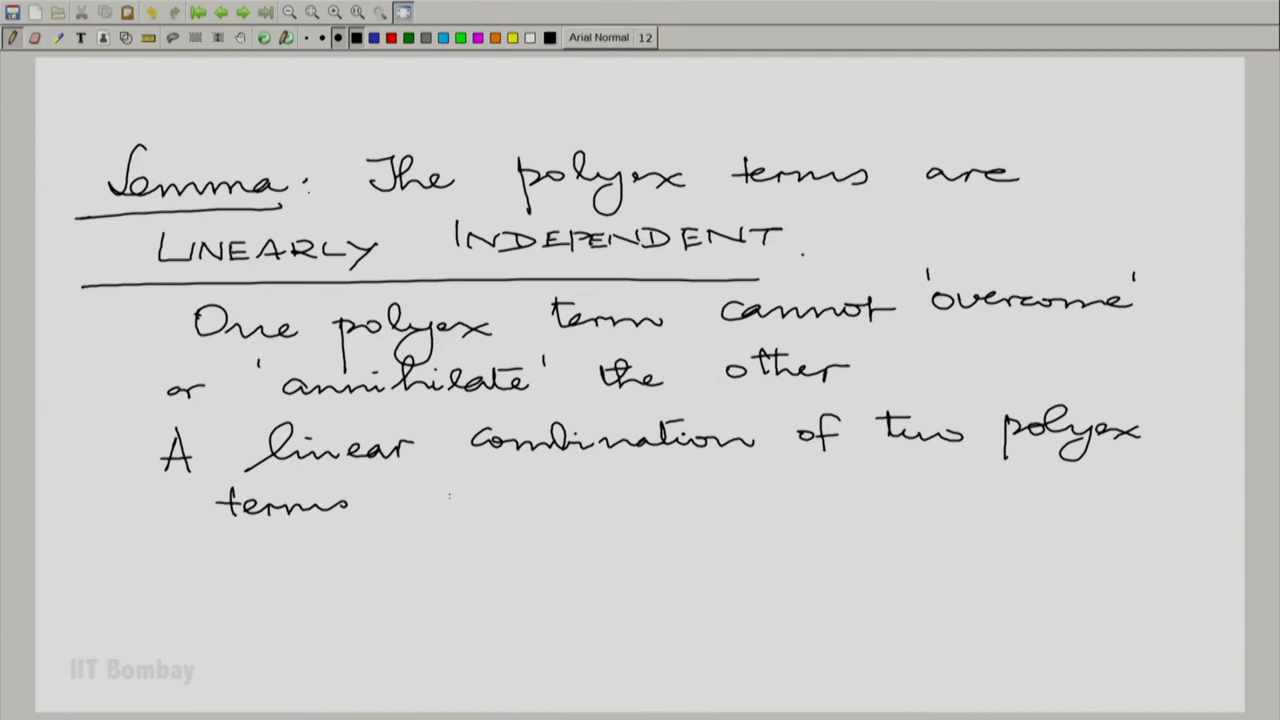 Arial Normal 12
Lemma: The polyex terms are
LINEARLY INDEPENDENT.
One polyex term cannot 'overcome'
or 'annihilate' the other
A linear combination of two polyex
terms
IIT Bombay